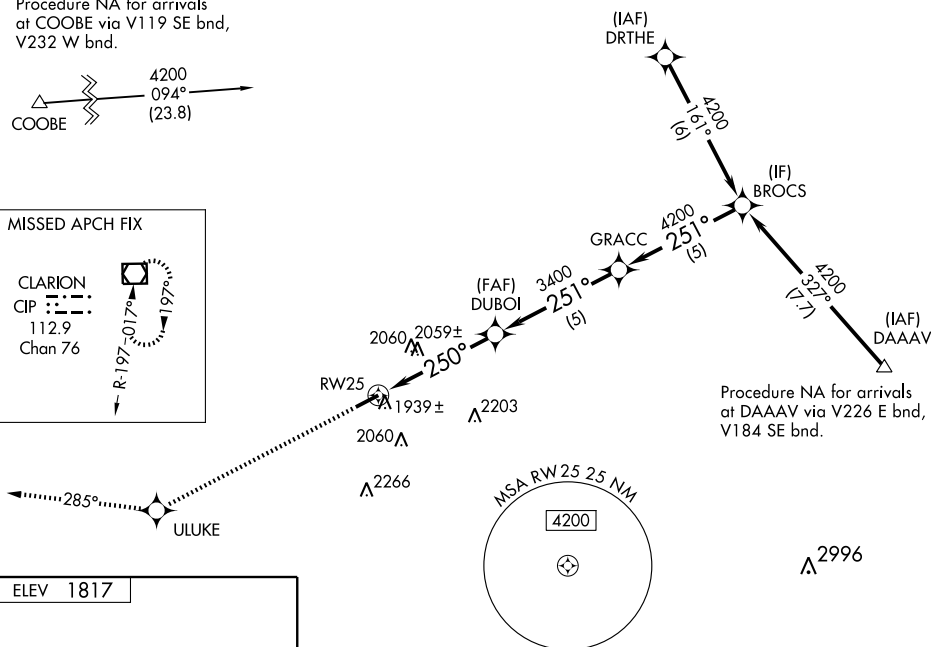 Procedure NA for arrivals
at COOBE via V119 SE bnd,
V232 W bnd.
4200
094°
(23.8)
COOBE
(IAF)
DRTHE
4200
161°
(6)
(IF)
BROCS
4200
251°
(5)
GRACC
3400
251°
(5)
(FAF)
DUBOI
4200
327°
(7.7)
(IAF)
DAAAV
Procedure NA for arrivals
at DAAAV via V226 E bnd,
V184 SE bnd.
MISSED APCH FIX
CLARION
CIP
112.9
Chan 76
197°
R-197-017°
2060
2059±
250°
RW25
1939±
2203
2060
2266
285°
ULUKE
MSA RW25 25 NM
4200
2996
ELEV 1817